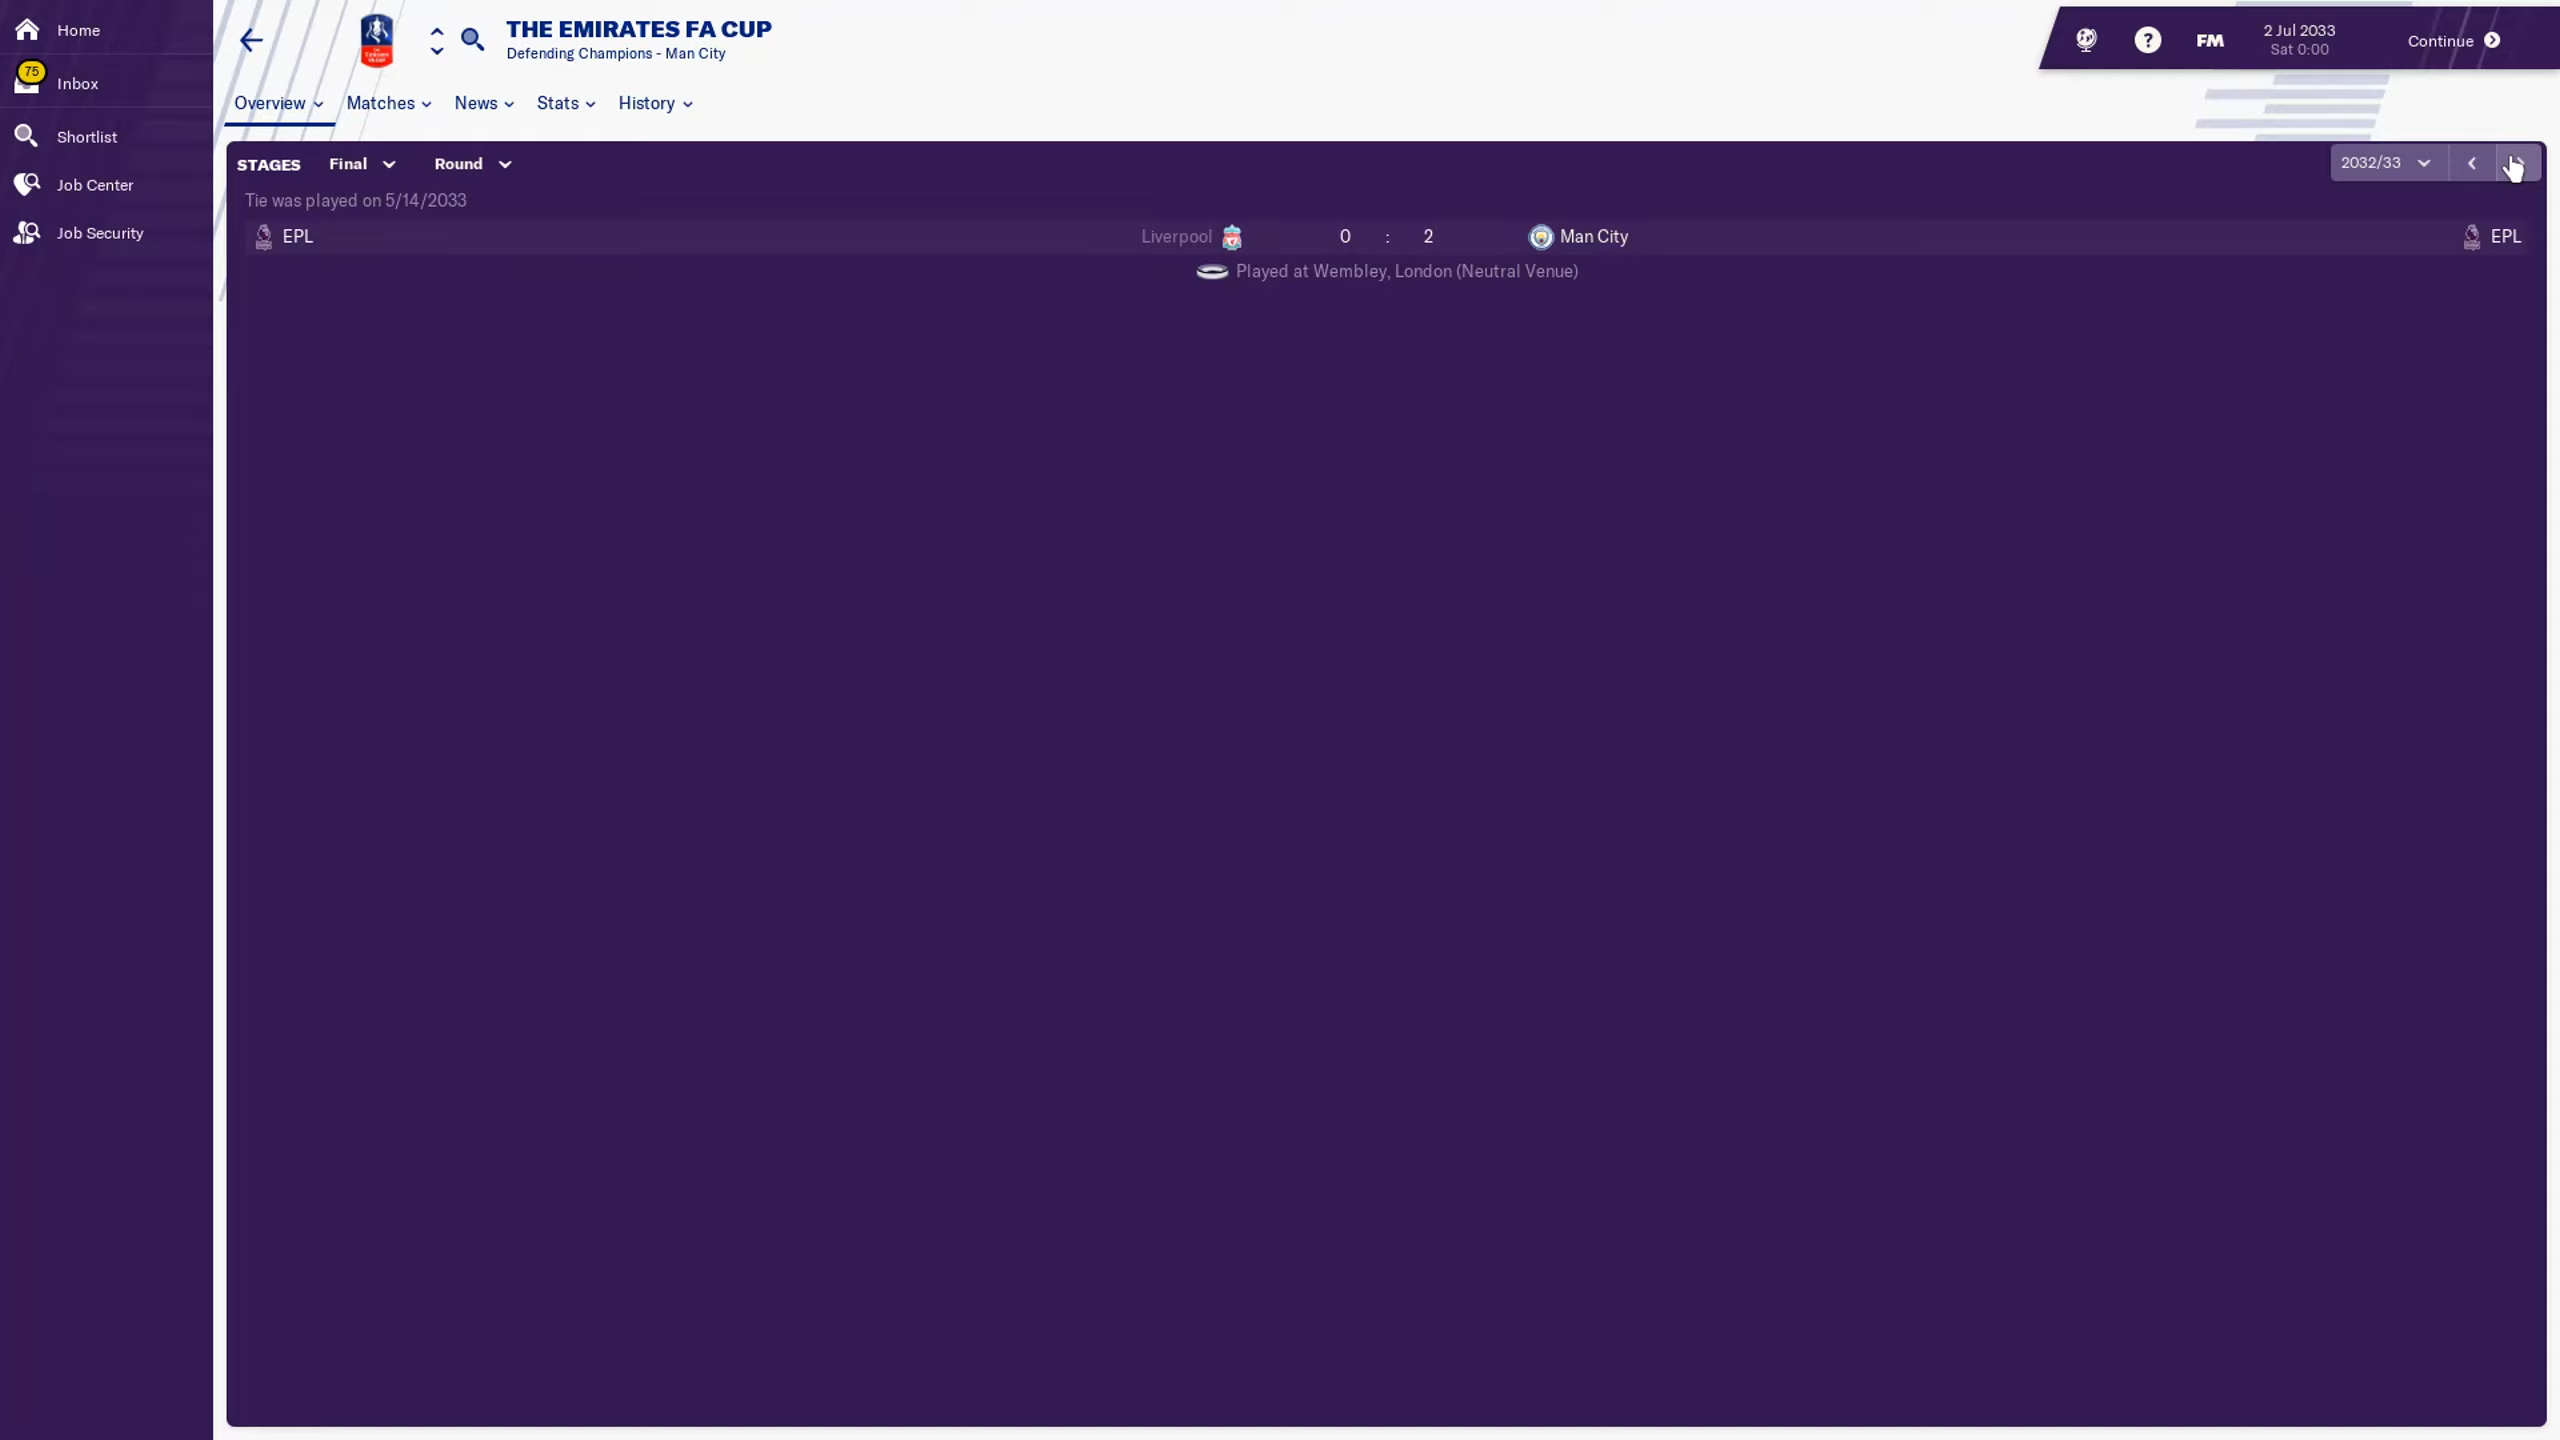 Home
75
Inbox
Shortlist
Job Center
Job Security
THE EMIRATES FA CUP
Defending Champions - Man City
FM
2 Jul 2033
Sat 0:00
Continue
Overview
Matches
News
Stats
History
STAGES
Final
Round
2032/33
Tie was played on 5/14/2033
EPL
Liverpool
0 : 2
Man City
EPL
Played at Wembley, London (Neutral Venue)